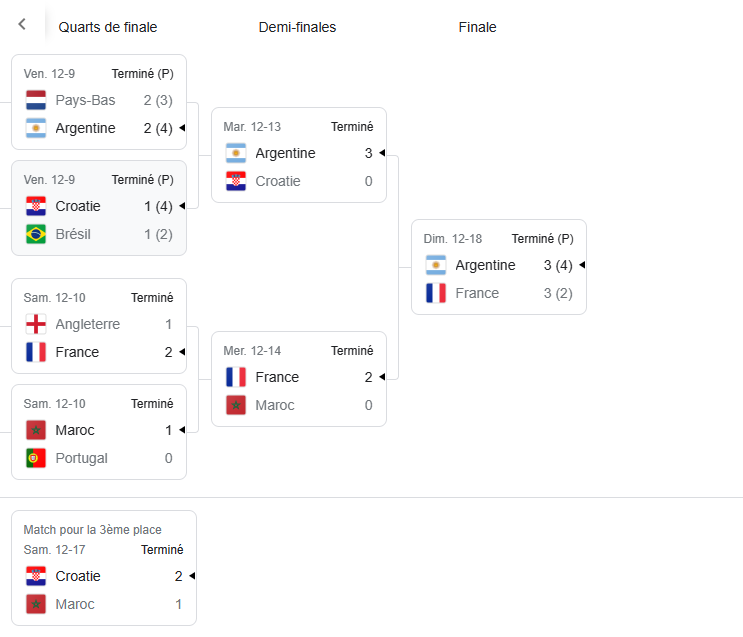 Quarts de finale
Demi-finales
Finale
Ven. 12-9 Terminé (P)
Pays-Bas 2 (3)
Argentine 2 (4)
Ven. 12-9 Terminé (P)
Croatie 1 (4)
Brésil 1 (2)
Sam. 12-10 Terminé
Angleterre 1
France 2
Sam. 12-10 Terminé
Maroc 1
Portugal 0
Mar. 12-13 Terminé
Argentine 3
Croatie 0
Mer. 12-14 Terminé
France 2
Maroc 0
Dim. 12-18 Terminé (P)
Argentine 3 (4)
France 3 (2)
Match pour la 3ème place
Sam. 12-17 Terminé
Croatie 2
Maroc 1